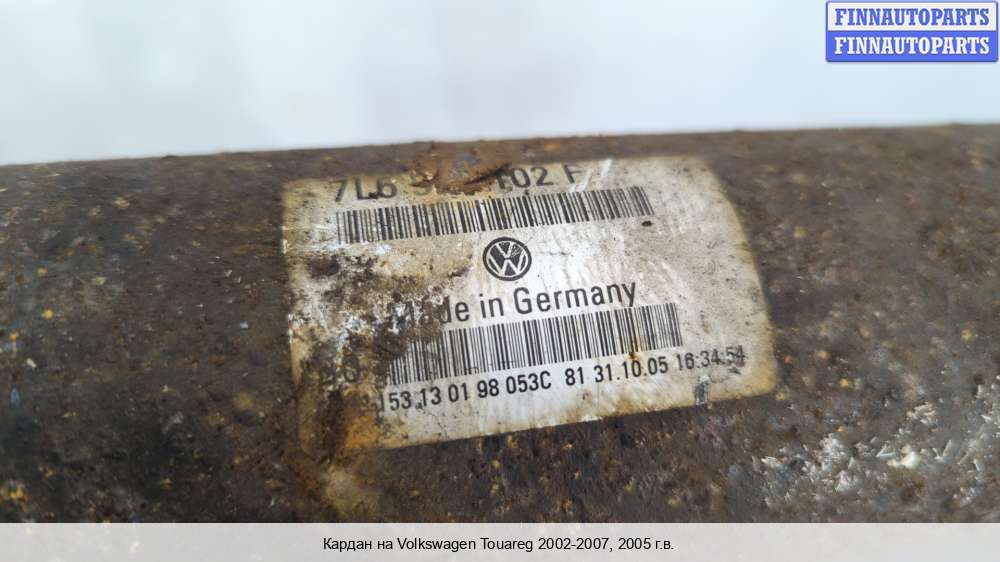 FINNAUTOPARTS
FINNAUTOPARTS
7L6 102 F
Made in Germany
153 13 01 98 053C 81 31.10.05 16:34:54
Кардан на Volkswagen Touareg 2002-2007, 2005 г.в.